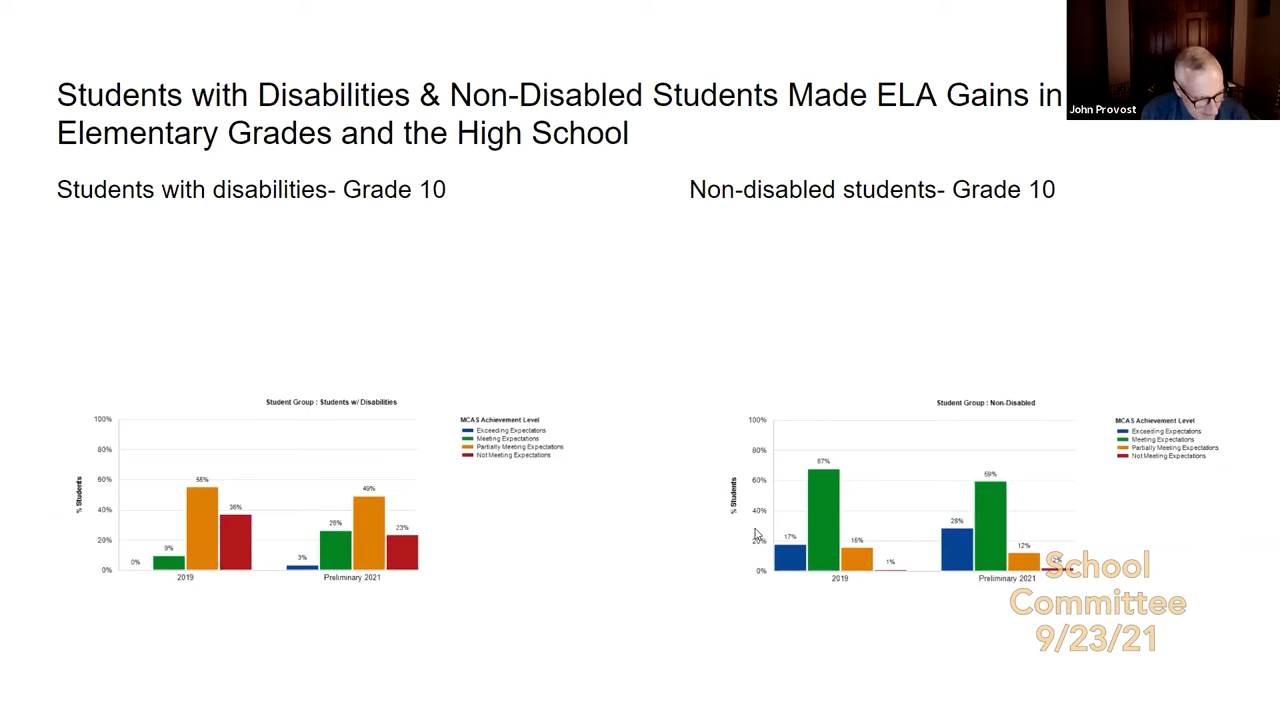 Students with Disabilities & Non-Disabled Students Made ELA Gains in
Elementary Grades and the High School
John Provost
Students with disabilities- Grade 10
Non-disabled students- Grade 10
Student Group : Students w/ Disabilities
100%
80%
60%
40%
20%
0%
% Students
0%
9%
55%
36%
3%
26%
49%
23%
2019
Preliminary 2021
MCAS Achievement Level
Exceeding Expectations
Meeting Expectations
Partially Meeting Expectations
Not Meeting Expectations
Student Group : Non-Disabled
100%
80%
60%
40%
20%
0%
% Students
17%
67%
15%
1%
28%
59%
12%
2019
Preliminary 2021
MCAS Achievement Level
Exceeding Expectations
Meeting Expectations
Partially Meeting Expectations
Not Meeting Expectations
School
Committee
9/23/21